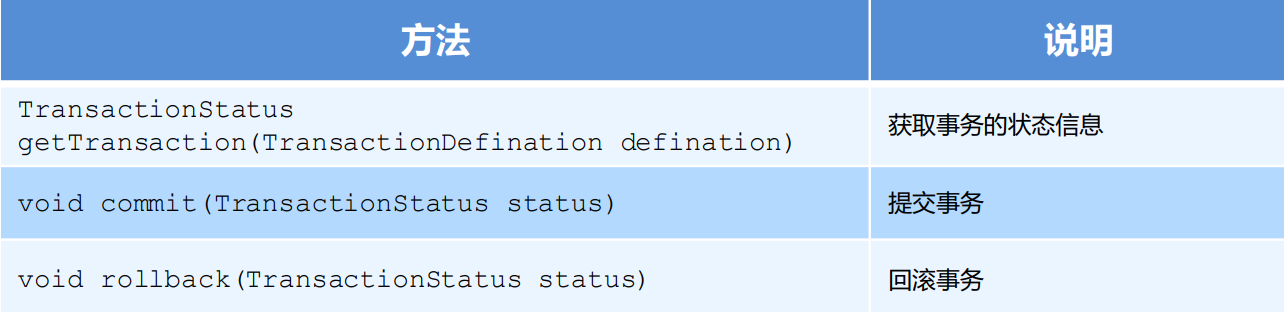 方法
说明
TransactionStatus
getTransaction(TransactionDefination defination)
获取事务的状态信息
void commit(TransactionStatus status)
提交事务
void rollback(TransactionStatus status)
回滚事务